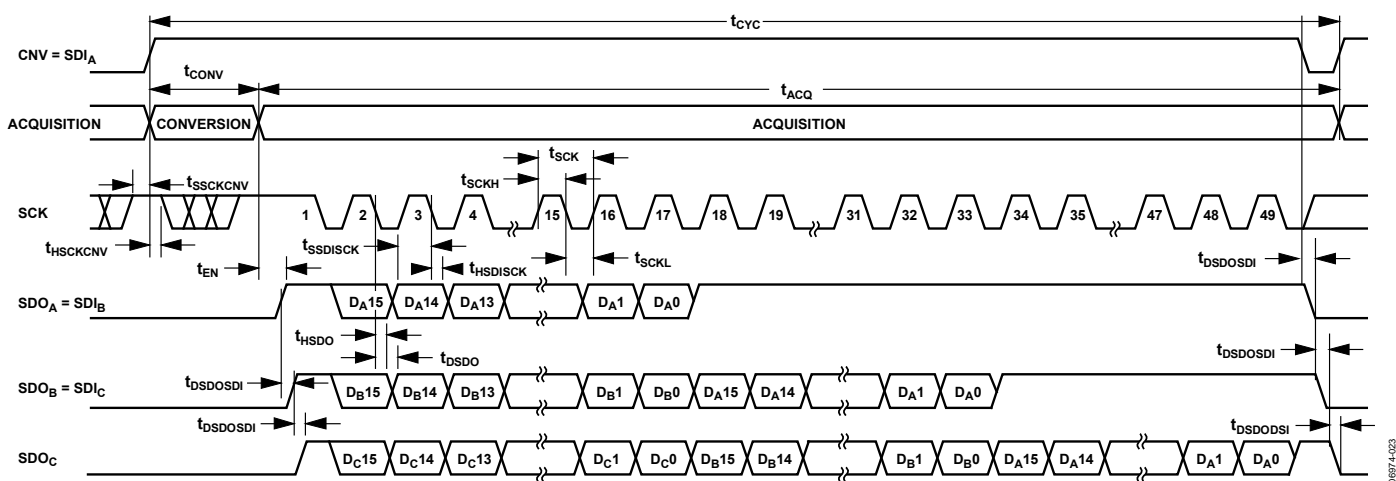 tCYC
CNV = SDIA
tCONV
tACQ
ACQUISITION CONVERSION ACQUISITION
tSCK
tSSCKCNV
tSCKH
SCK 1 2 3 4 15 16 17 18 19 31 32 33 34 35 47 48 49
tHSCKCNV
tSSDISCK
tHSDISCK
tSCKL
tDSDOSDI
tEN
SDOA = SDIB DA15 DA14 DA13 DA1 DA0
tHSDO
tDSDO
tDSDOSDI
tDSDOSDI
SDOB = SDIC DB15 DB14 DB13 DB1 DB0 DA15 DA14 DA1 DA0
tDSDOSDI
tDSDODSI
SDOC DC15 DC14 DC13 DC1 DC0 DB15 DB14 DB1 DB0 DA15 DA14 DA1 DA0
06974-023